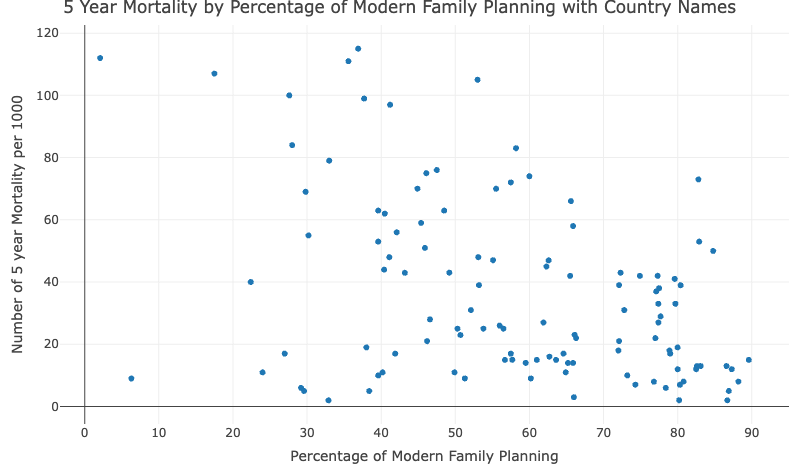 5 Year Mortality by Percentage of Modern Family Planning with Country Names
Number of 5 year Mortality per 1000
120
100
80
60
40
20
0
0 10 20 30 40 50 60 70 80 90
Percentage of Modern Family Planning